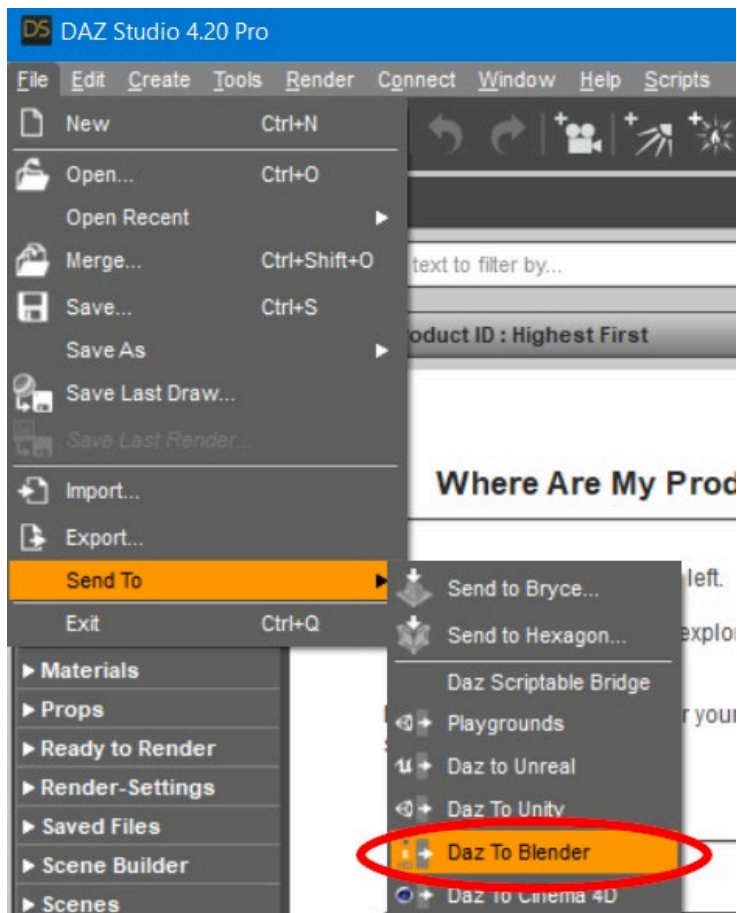 DS DAZ Studio 4.20 Pro
File Edit Create Tools Render Connect Window Help Scripts
New Ctrl+N
Open... Ctrl+O
Open Recent
Merge... Ctrl+Shift+O
text to filter by...
Save... Ctrl+S
Save As
oduct ID : Highest First
Save Last Draw...
Save Last Render...
Import...
Where Are My Prod
Export...
Send To
left.
Send to Bryce...
Exit Ctrl+Q
Send to Hexagon...
explor
Materials
Daz Scriptable Bridge
Props
Playgrounds
r your
Ready to Render
Daz to Unreal
Render-Settings
Daz To Unity
Saved Files
Daz To Blender
Scene Builder
Daz To Cinema 4D
Scenes